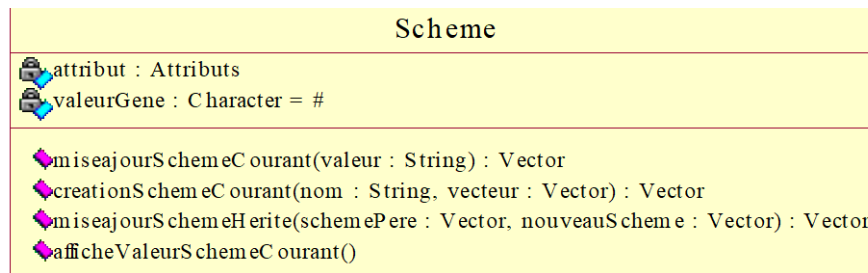 Scheme
attribut : Attributs
valeurGene : Character = #
miseajourSchemeCourant(valeur : String) : Vector
creationSchemeCourant(nom : String, vecteur : Vector) : Vector
miseajourSchemeHerite(schemePere : Vector, nouveauScheme : Vector) : Vector
afficheValeurSchemeCourant()